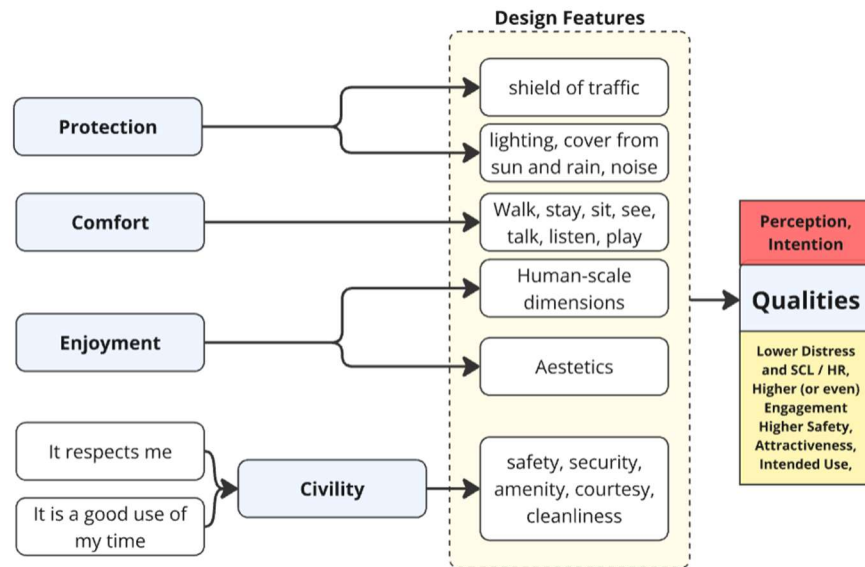 Design Features
Protection
shield of traffic
lighting, cover from
sun and rain, noise
Comfort
Walk, stay, sit, see,
talk, listen, play
Enjoyment
Human-scale
dimensions
Aestetics
It respects me
It is a good use of
my time
Civility
safety, security,
amenity, courtesy,
cleanliness
Perception,
Intention
Qualities
Lower Distress
and SCL / HR,
Higher (or even)
Engagement
Higher Safety,
Attractiveness,
Intended Use,